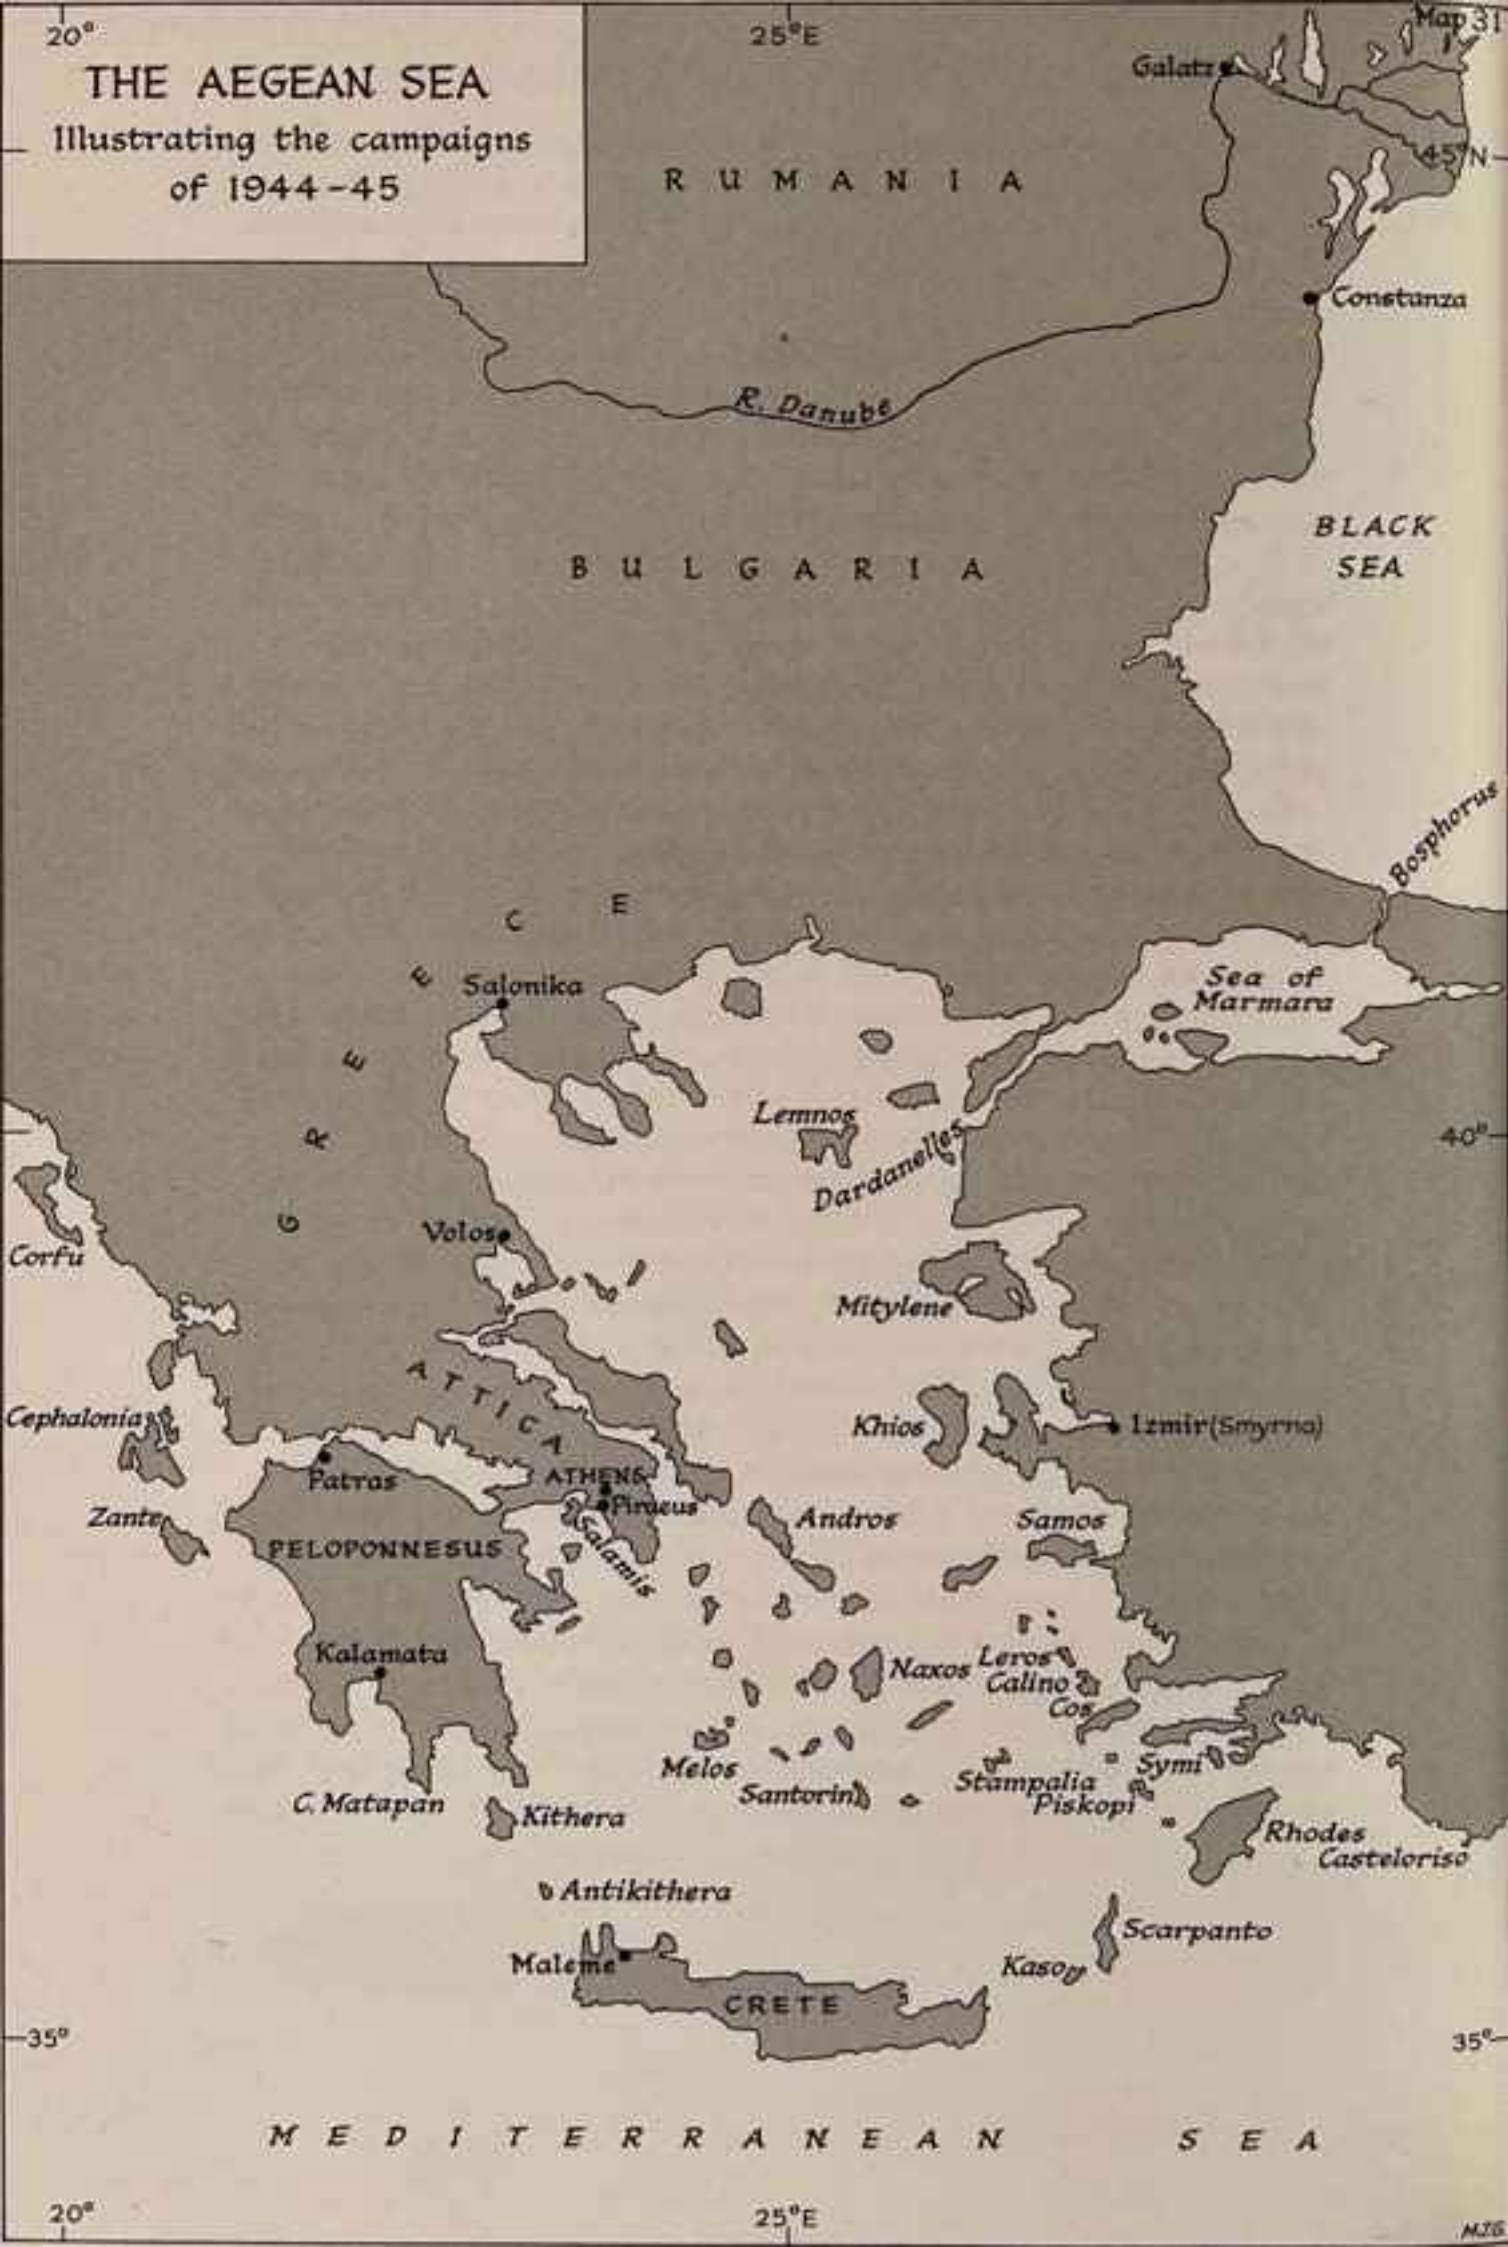 20°
25°E
Map 31
THE AEGEAN SEA
Illustrating the campaigns
of 1944-45
Galatz
45°N
RUMANIA
Constanza
R. Danube
BLACK
SEA
BULGARIA
Bosphorus
GREECE
Salonika
Sea of
Marmara
Lemnos
40°
Dardanelles
Volos
Corfu
Mitylene
ATTICA
Cephalonia
Khios
Izmir (Smyrna)
Patras
ATHENS
Piraeus
Zante
Andros
Samos
PELOPONNESUS
Salamis
Kalamata
Naxos
Leros
Calino
Cos
Melos
Symi
Santorin
Stampalia
Piskopi
C. Matapan
Kithera
Rhodes
Casteloriso
Antikithera
Scarpanto
Maleme
Kaso
CRETE
35°
35°
MEDITERRANEAN SEA
20°
25°E
M.J.G.